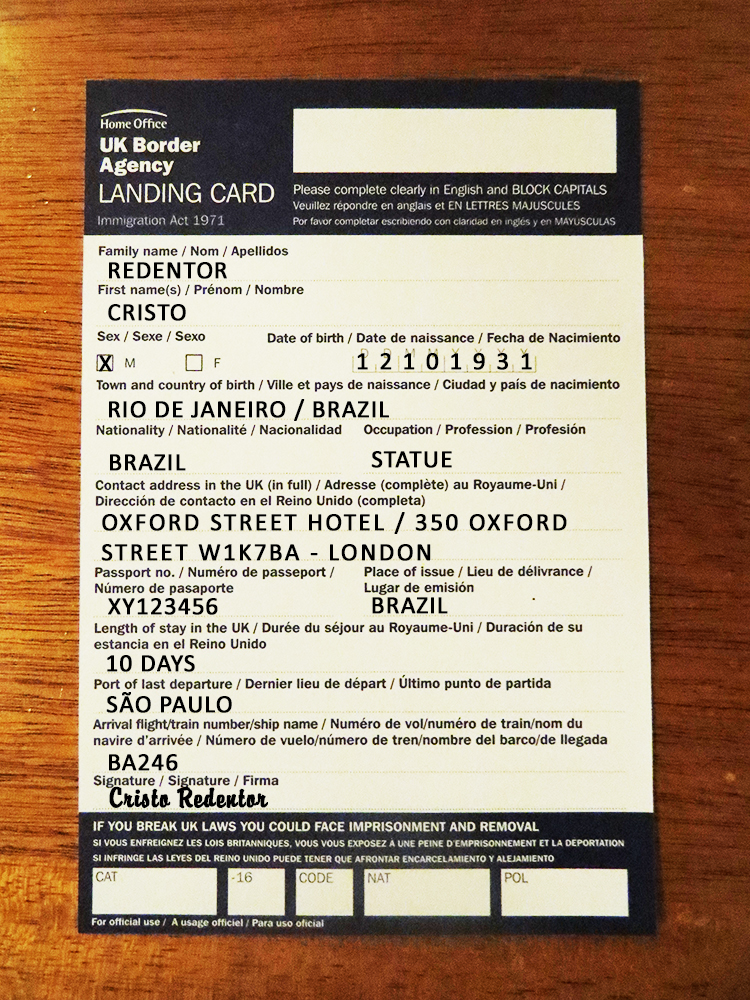 Home Office
UK Border
Agency
LANDING CARD
Immigration Act 1971
Please complete clearly in English and BLOCK CAPITALS
Veuillez répondre en anglais et EN LETTRES MAJUSCULES
Por favor completar escribiendo con claridad en inglés y en MAYÚSCULAS
Family name / Nom / Apellidos
REDENTOR
First name(s) / Prénom / Nombre
CRISTO
Sex / Sexe / Sexo Date of birth / Date de naissance / Fecha de Nacimiento
X M F 1 2 1 0 1 9 3 1
Town and country of birth / Ville et pays de naissance / Ciudad y país de nacimiento
RIO DE JANEIRO / BRAZIL
Nationality / Nationalité / Nacionalidad Occupation / Profession / Profesión
BRAZIL STATUE
Contact address in the UK (in full) / Adresse (complète) au Royaume-Uni /
Dirección de contacto en el Reino Unido (completa)
OXFORD STREET HOTEL / 350 OXFORD
STREET W1K7BA - LONDON
Passport no. / Numéro de passeport / Place of issue / Lieu de délivrance /
Número de pasaporte Lugar de emisión
XY123456 BRAZIL
Length of stay in the UK / Durée du séjour au Royaume-Uni / Duración de su
estancia en el Reino Unido
10 DAYS
Port of last departure / Dernier lieu de départ / Último punto de partida
SÃO PAULO
Arrival flight/train number/ship name / Numéro de vol/numéro de train/nom du
navire d'arrivée / Número de vuelo/número de tren/nombre del barco/de llegada
BA246
Signature / Signature / Firma
Cristo Redentor
IF YOU BREAK UK LAWS YOU COULD FACE IMPRISONMENT AND REMOVAL
SI VOUS ENFREIGNEZ LES LOIS BRITANNIQUES, VOUS VOUS EXPOSEZ À UNE PEINE D'EMPRISONNEMENT ET LA DEPORTATION
SI INFRINGE LAS LEYES DEL REINO UNIDO PUEDE TENER QUE AFRONTAR ENCARCELAMIENTO Y ALEJAMIENTO
CAT -16 CODE NAT POL
For official use / A usage officiel / Para uso oficial